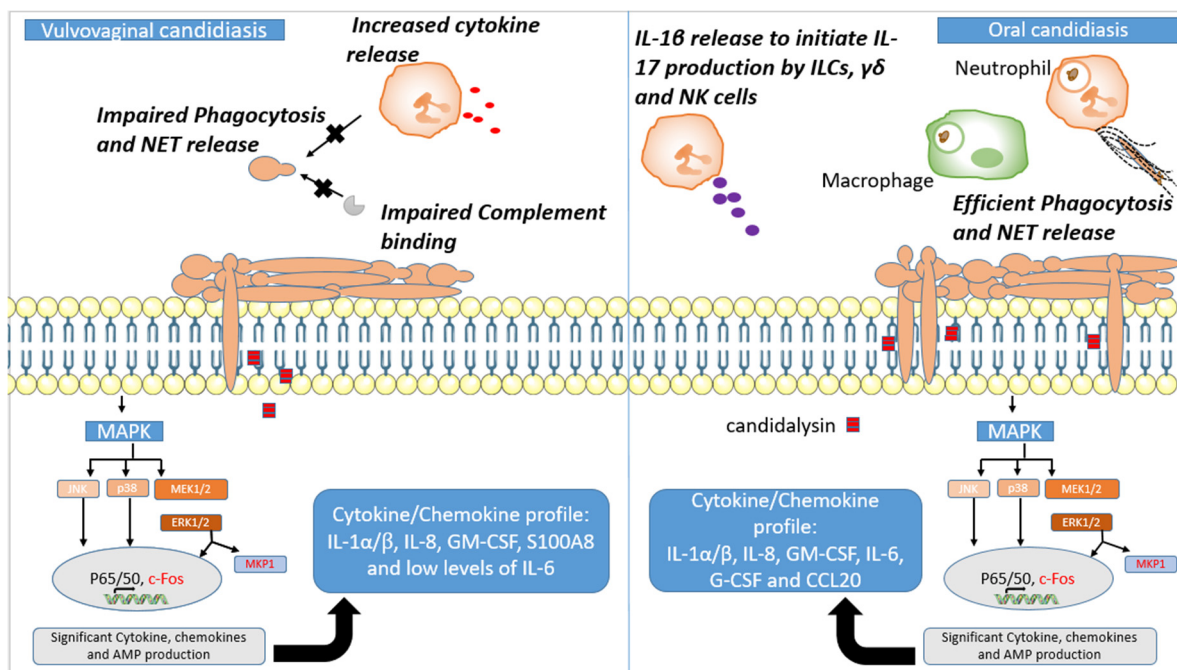 Vulvovaginal candidiasis
Increased cytokine
release
Impaired Phagocytosis
and NET release
Impaired Complement
binding
MAPK
JNK
p38
MEK1/2
ERK1/2
MKP1
P65/50, c-Fos
Significant Cytokine, chemokines
and AMP production
Cytokine/Chemokine profile:
IL-1α/β, IL-8, GM-CSF, S100A8
and low levels of IL-6
Oral candidiasis
IL-1β release to initiate IL-
17 production by ILCs, γδ
and NK cells
Neutrophil
Macrophage
Efficient Phagocytosis
and NET release
candidalysin
MAPK
JNK
p38
MEK1/2
ERK1/2
MKP1
P65/50, c-Fos
Significant Cytokine, chemokines
and AMP production
Cytokine/Chemokine
profile:
IL-1α/β, IL-8, GM-CSF, IL-6,
G-CSF and CCL20